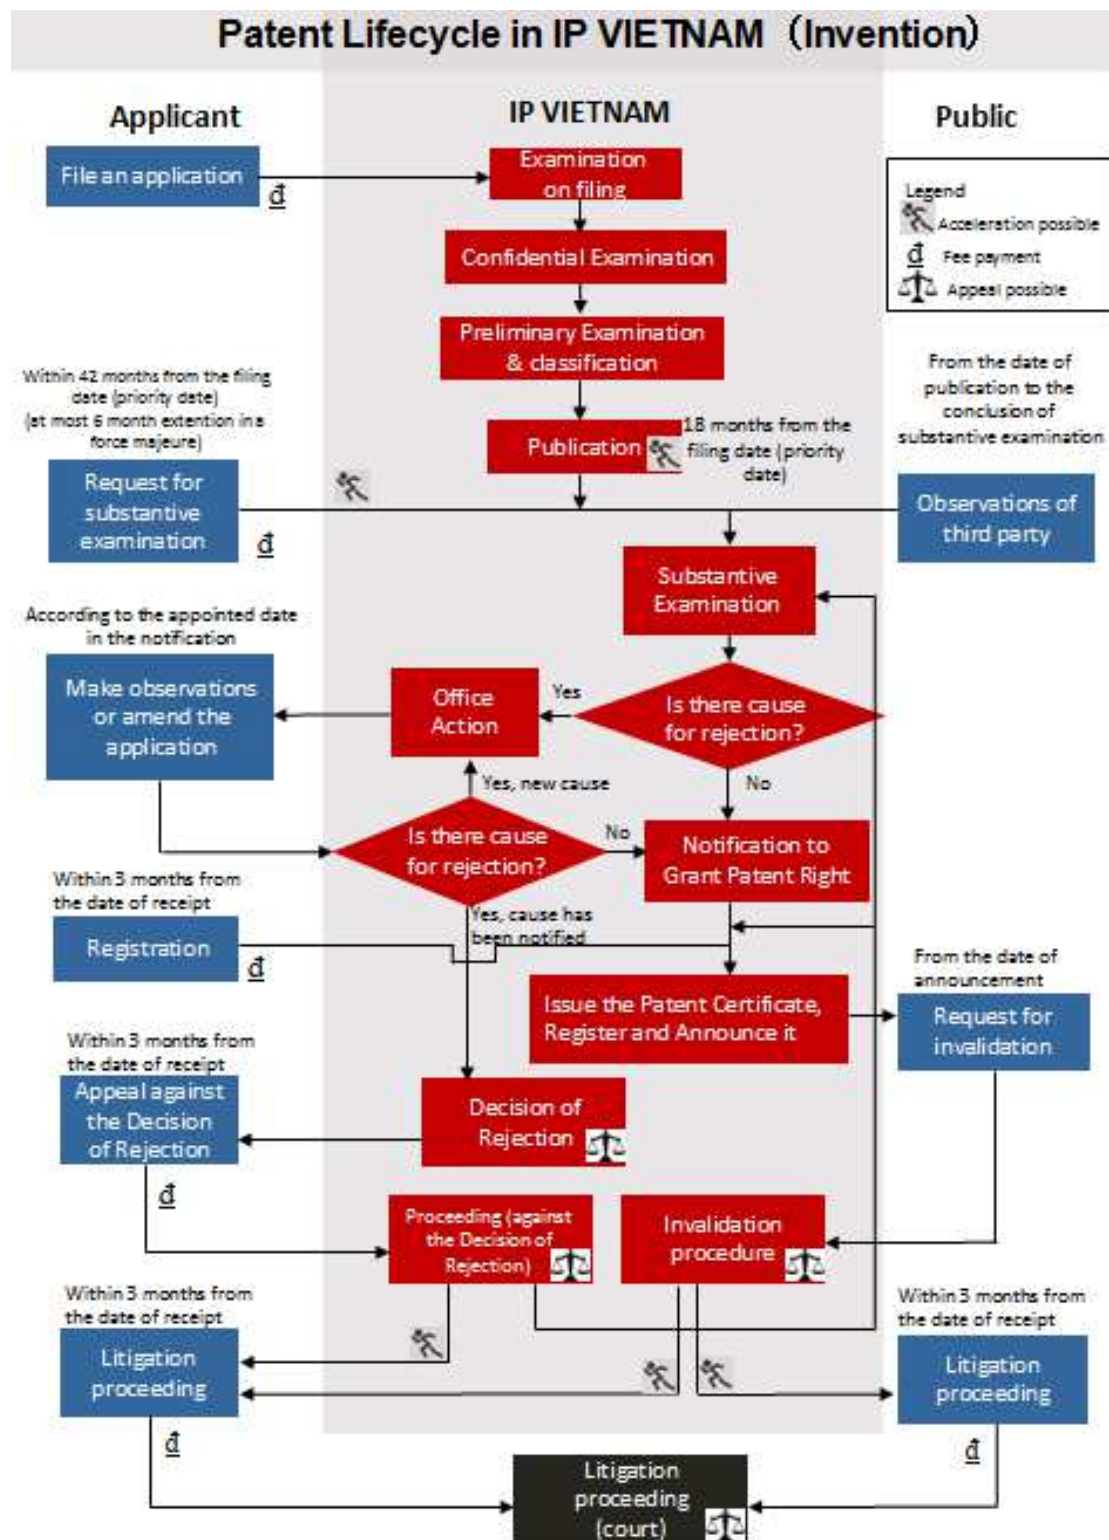 Patent Lifecycle in IP VIETNAM（Invention）
Applicant
IP VIETNAM
Public
File an application
đ
Examination
on filing
Legend
Acceleration possible
đ Fee payment
Appeal possible
Confidential Examination
Preliminary Examination
& classification
Within 42 months from the filing
date (priority date)
(at most 6 month extention in a
force majeure)
From the date of
publication to the
conclusion of
substantive examination
Publication
18 months from the
filing date (priority
date)
Request for
substantive
examination
đ
Observations of
third party
Substantive
Examination
According to the appointed date
in the notification
Make observations
or amend the
application
Office
Action
Yes
Is there cause
for rejection?
Yes, new cause
No
Is there cause
for rejection?
No
Notification to
Grant Patent Right
Within 3 months from
the date of receipt
Yes, cause has
been notified
Registration
đ
From the date of
announcement
Issue the Patent Certificate,
Register and Announce it
Request for
invalidation
Within 3 months from
the date of receipt
Appeal against
the Decision
of Rejection
đ
Decision of
Rejection
Proceeding (against
the Decision of
Rejection)
Invalidation
procedure
Within 3 months from
the date of receipt
Within 3 months from
the date of receipt
Litigation
proceeding
đ
Litigation
proceeding
đ
Litigation
proceeding
(court)